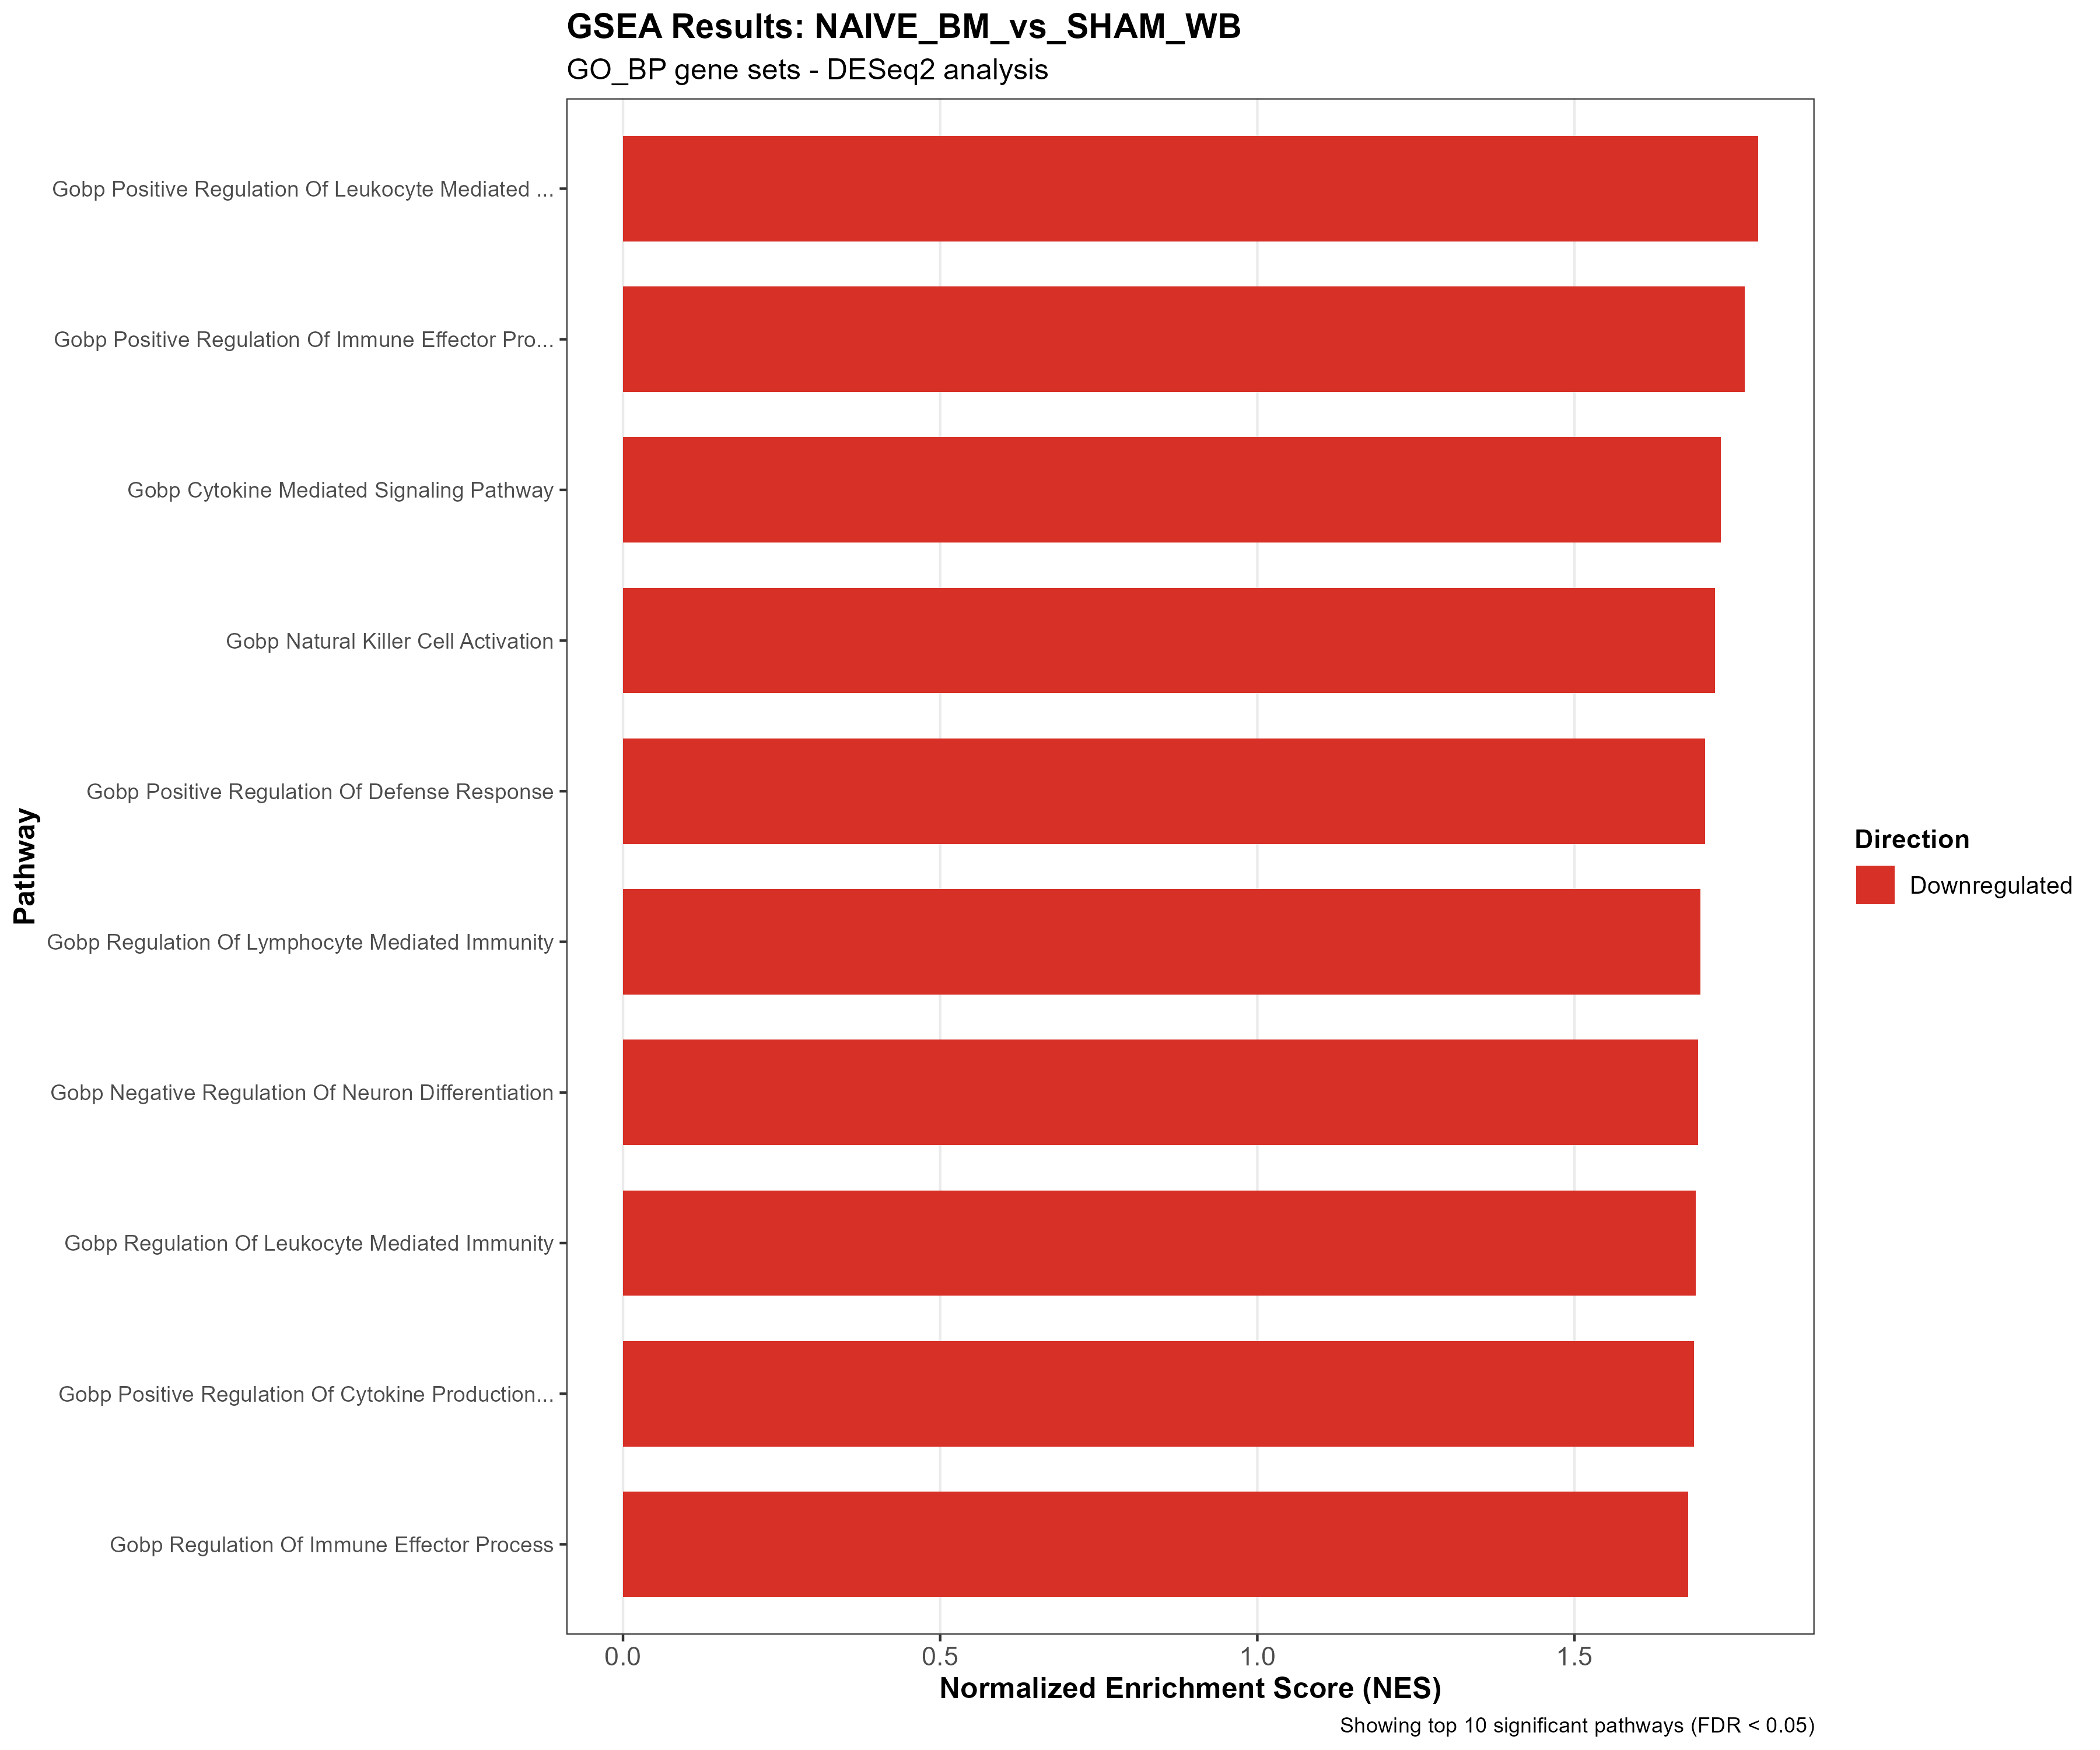 GSEA Results: NAIVE_BM_vs_SHAM_WB
GO_BP gene sets - DESeq2 analysis
Pathway
Gobp Positive Regulation Of Leukocyte Mediated ...
Gobp Positive Regulation Of Immune Effector Pro...
Gobp Cytokine Mediated Signaling Pathway
Gobp Natural Killer Cell Activation
Gobp Positive Regulation Of Defense Response
Gobp Regulation Of Lymphocyte Mediated Immunity
Gobp Negative Regulation Of Neuron Differentiation
Gobp Regulation Of Leukocyte Mediated Immunity
Gobp Positive Regulation Of Cytokine Production...
Gobp Regulation Of Immune Effector Process
0.0 0.5 1.0 1.5
Normalized Enrichment Score (NES)
Showing top 10 significant pathways (FDR < 0.05)
Direction
Downregulated